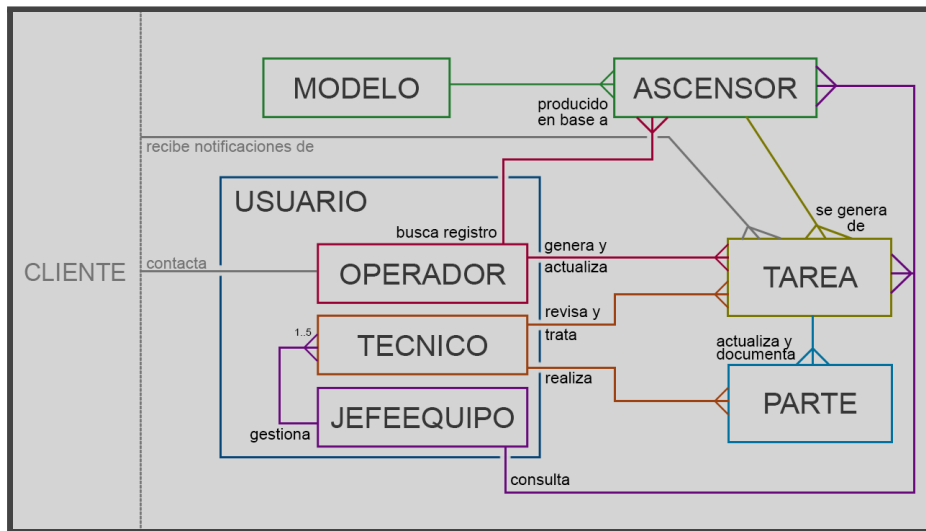 MODELO
ASCENSOR
producido
en base a
recibe notificaciones de
USUARIO
busca registro
se genera
de
CLIENTE
contacta
OPERADOR
genera y
actualiza
TAREA
1..5
TECNICO
revisa y
trata
actualiza y
documenta
realiza
gestiona
JEFEEQUIPO
PARTE
consulta